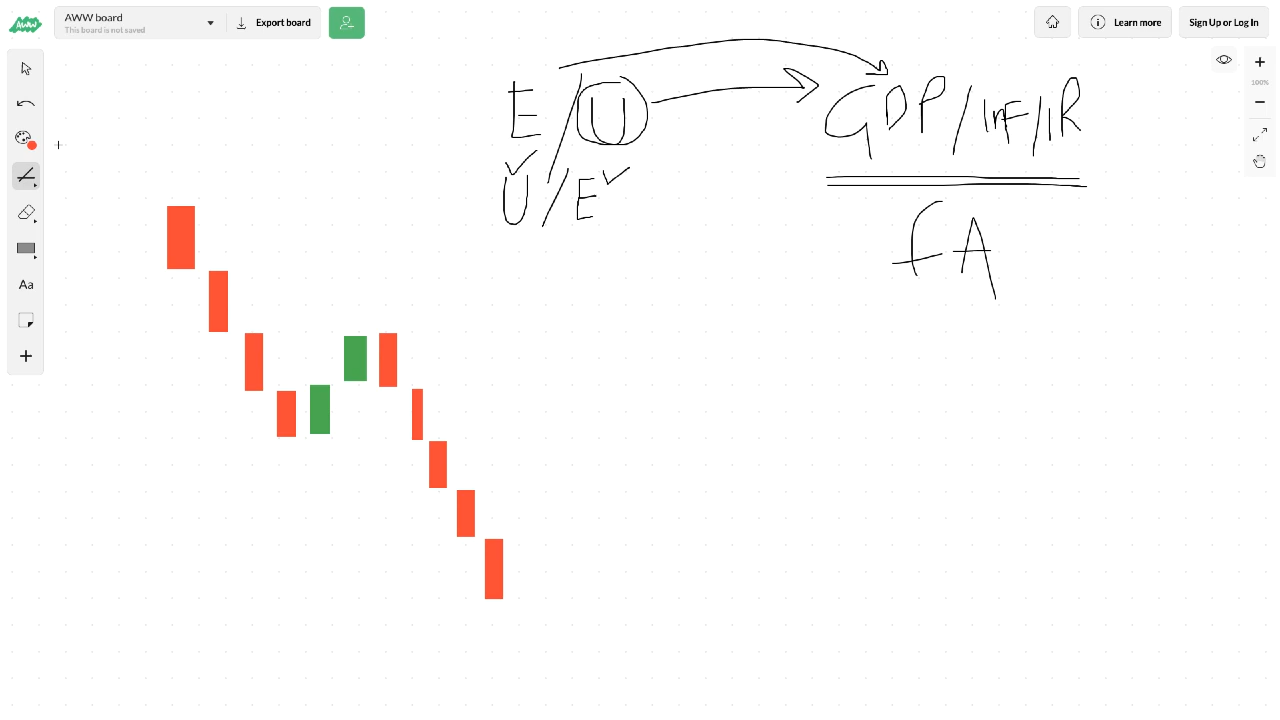 AWW
AWW board
This board is not saved
Export board
Learn more
Sign Up or Log In
100%
Aa
E/U
U/E
GDP/InF/IR
FA